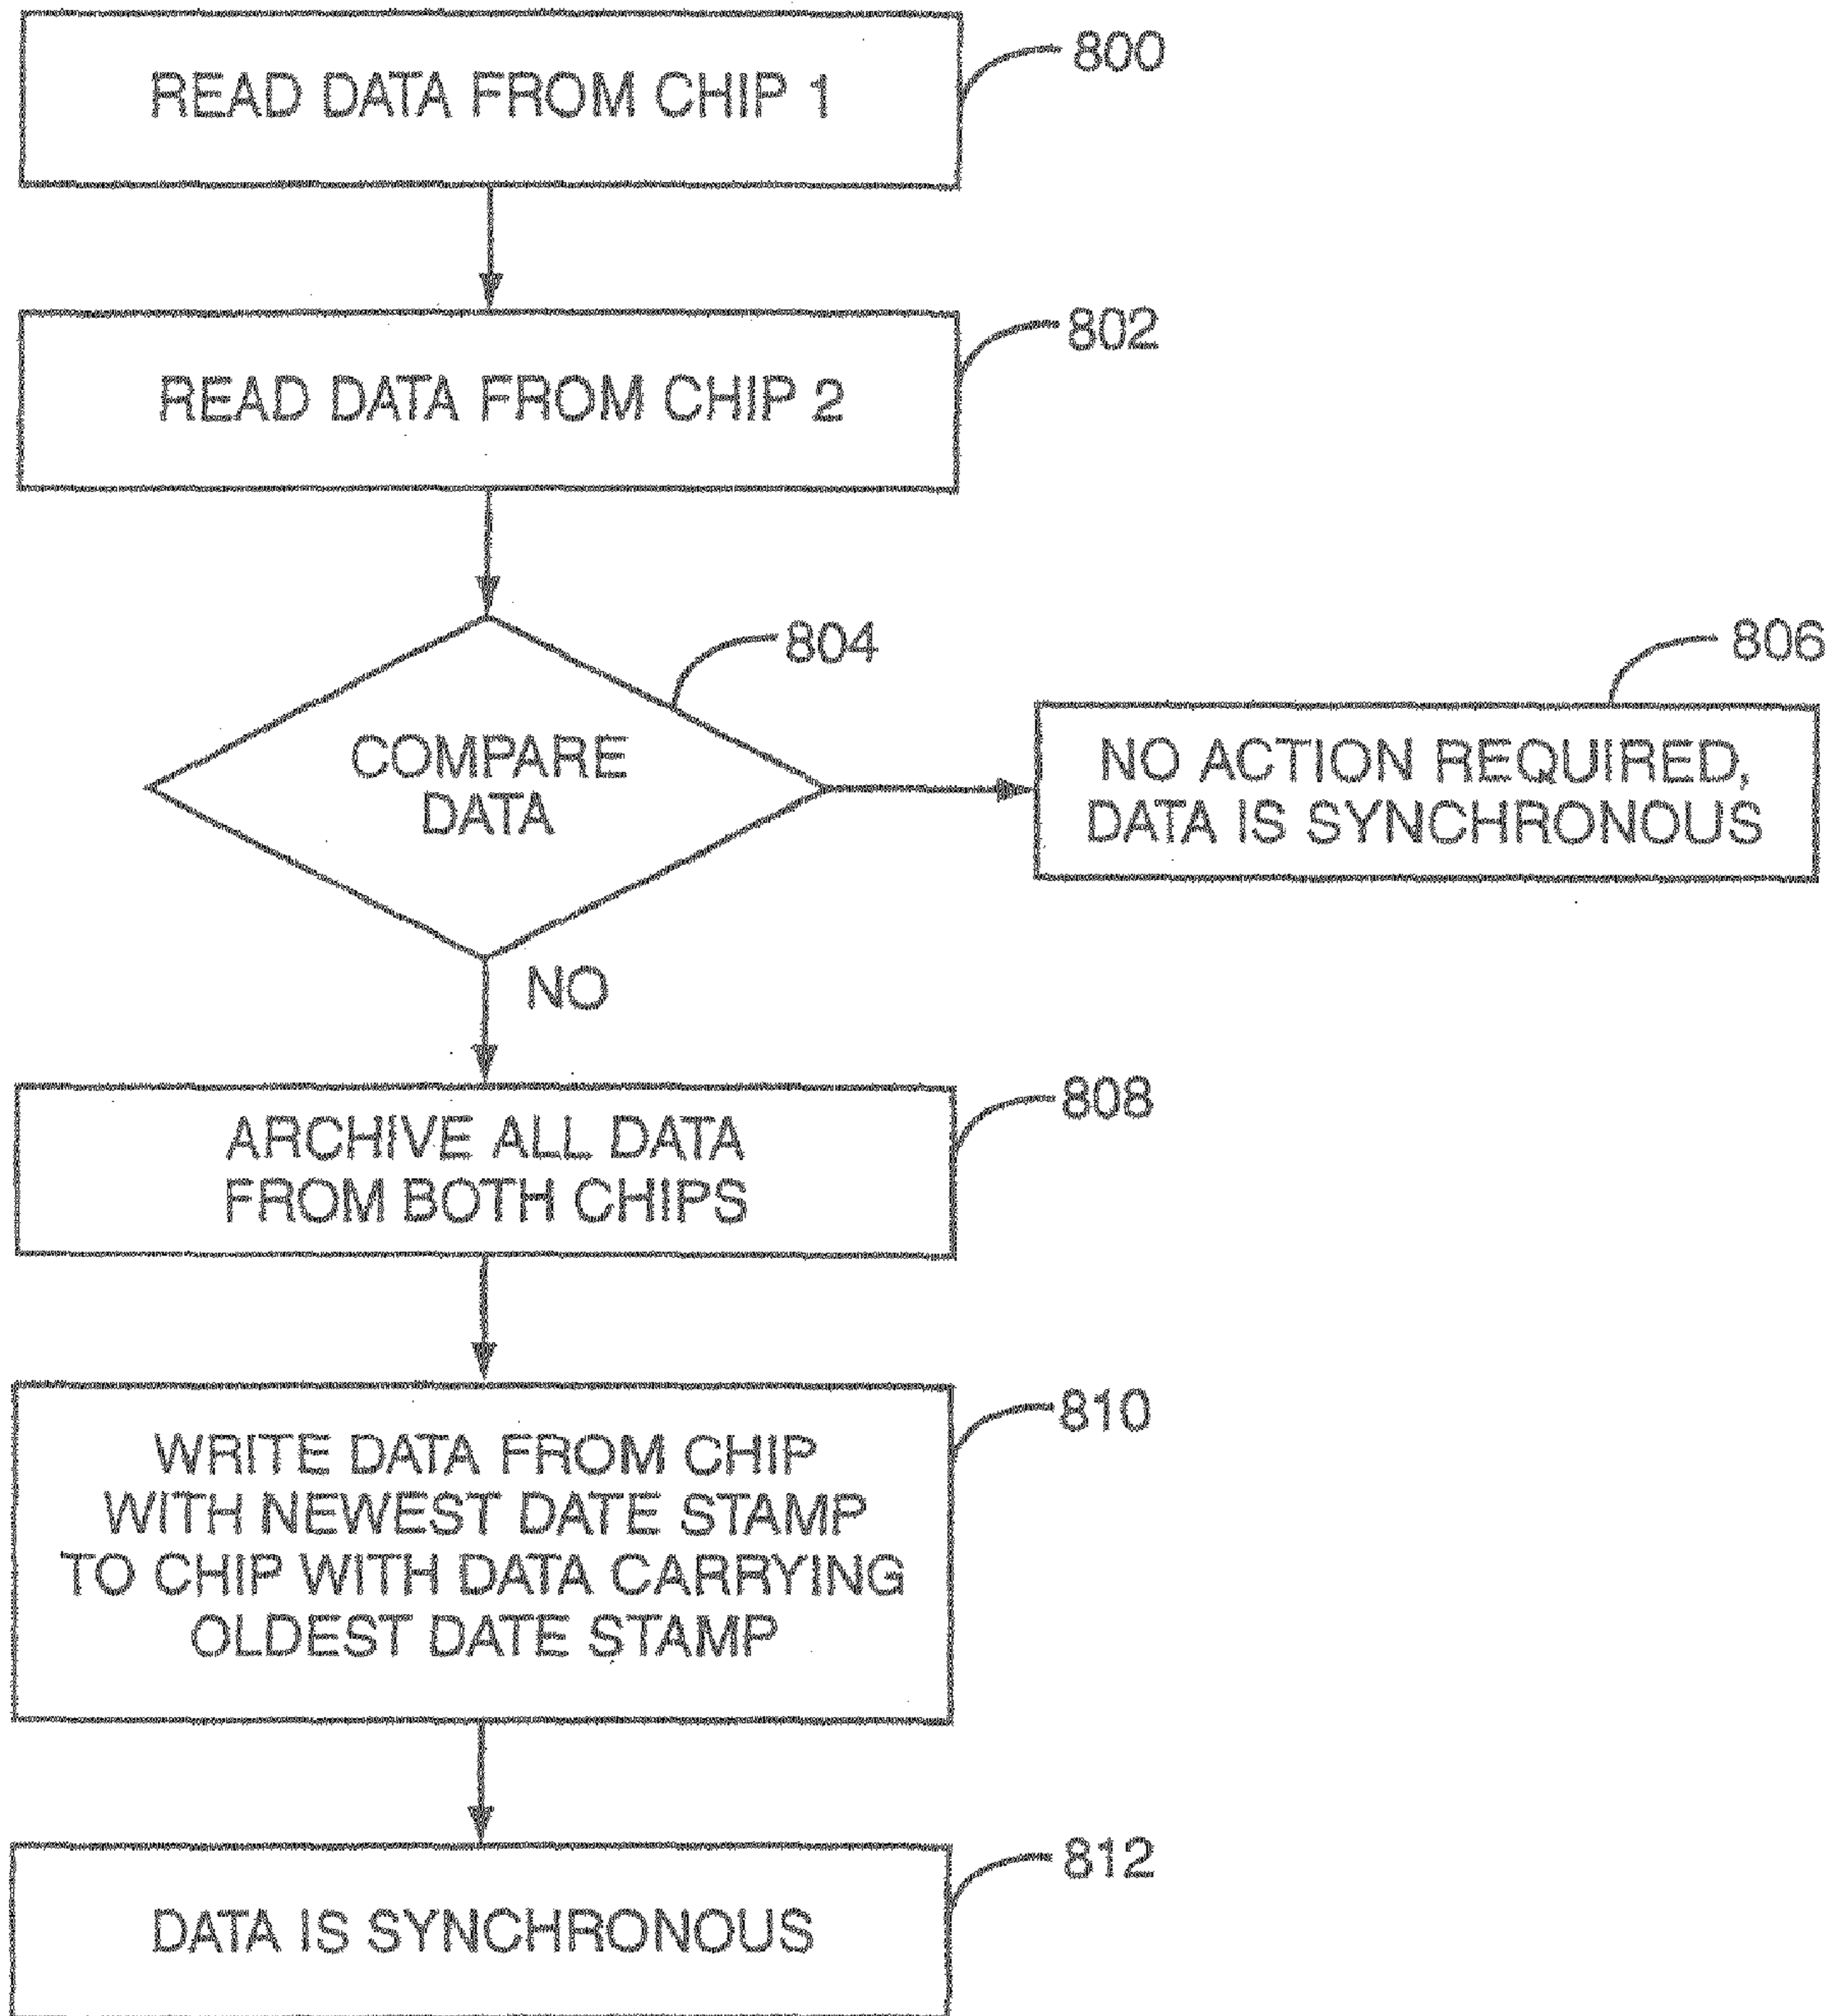 READ DATA FROM CHIP 1
800
READ DATA FROM CHIP 2
802
COMPARE
DATA
804
806
NO ACTION REQUIRED,
DATA IS SYNCHRONOUS
NO
ARCHIVE ALL DATA
FROM BOTH CHIPS
808
WRITE DATA FROM CHIP
WITH NEWEST DATE STAMP
TO CHIP WITH DATA CARRYING
OLDEST DATE STAMP
810
DATA IS SYNCHRONOUS
812